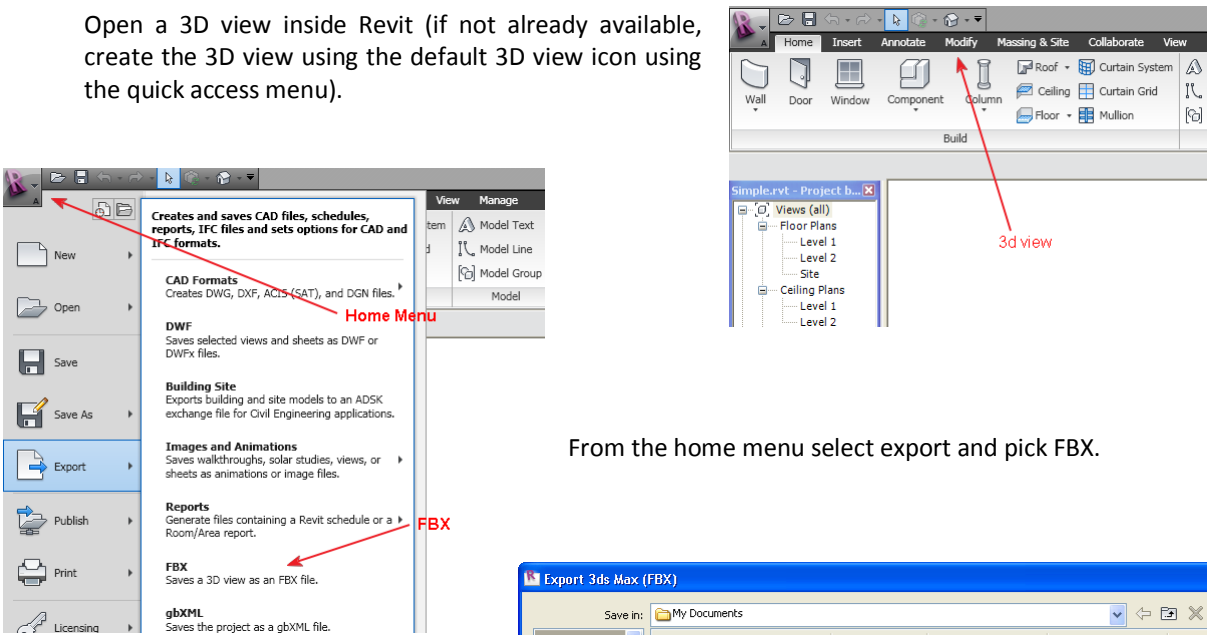 Open a 3D view inside Revit (if not already available,
create the 3D view using the default 3D view icon using
the quick access menu).
Home Insert Annotate Modify Massing & Site Collaborate View
Wall Door Window Component Column
Roof Curtain System
Ceiling Curtain Grid
Floor Mullion
Build
Simple.rvt - Project b...
Views (all)
Floor Plans
Level 1
Level 2
Site
Ceiling Plans
Level 1
Level 2
3d view
View Manage
tem Model Text
d Model Line
Model Group
Model
New
Open
Save
Save As
Export
Publish
Print
Licensing
Creates and saves CAD files, schedules,
reports, IFC files and sets options for CAD and
IFC formats.
CAD Formats
Creates DWG, DXF, ACIS (SAT), and DGN files.
Home Menu
DWF
Saves selected views and sheets as DWF or
DWFx files.
Building Site
Exports building and site models to an ADSK
exchange file for Civil Engineering applications.
Images and Animations
Saves walkthroughs, solar studies, views, or
sheets as animations or image files.
Reports
Generate files containing a Revit schedule or a
Room/Area report.
FBX
FBX
Saves a 3D view as an FBX file.
gbXML
Saves the project as a gbXML file.
From the home menu select export and pick FBX.
Export 3ds Max (FBX)
Save in: My Documents